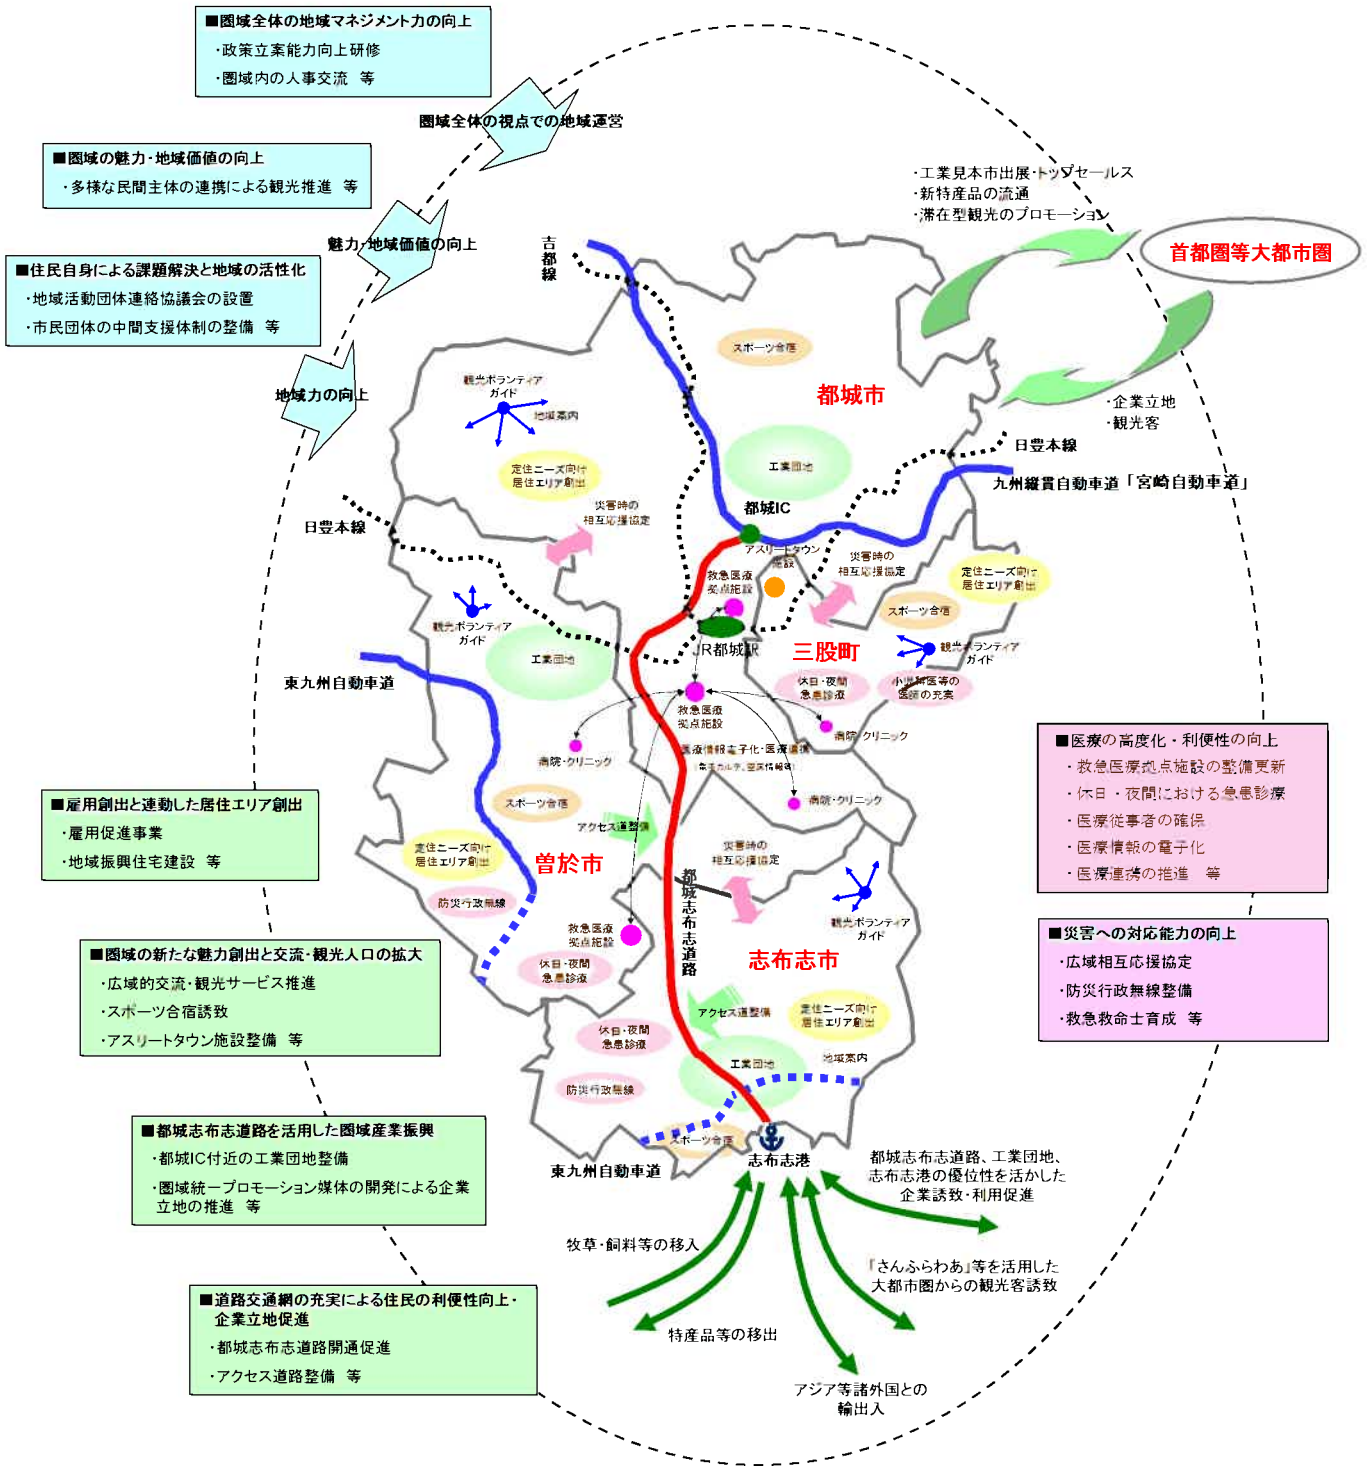 ■圏域全体の地域マネジメント力の向上
・政策立案能力向上研修
・圏域内の人事交流 等
圏域全体の視点での地域運営
■圏域の魅力・地域価値の向上
・多様な民間主体の連携による観光推進 等
魅力・地域価値の向上
■住民自身による課題解決と地域の活性化
・地域活動団体連絡協議会の設置
・市民団体の中間支援体制の整備 等
地域力の向上
・工業見本市出展・トップセールス
・新特産品の流通
・滞在型観光のプロモーション
首都圏等大都市圏
・企業立地
・観光客
吉都線
スポーツ合宿
都城市
観光ボランティア
ガイド
地域案内
定住ニーズ向け
居住エリア創出
工業団地
日豊本線
九州縦貫自動車道「宮崎自動車道」
都城IC
災害時の
相互応援協定
日豊本線
アスリートタウン
施設
災害時の
相互応援協定
救急医療
拠点施設
定住ニーズ向け
居住エリア創出
スポーツ合宿
観光ボランティア
ガイド
JR都城駅
三股町
観光ボランティア
ガイド
工業団地
休日・夜間
急患診療
小児科医等の
医師の充実
東九州自動車道
救急医療
拠点施設
病院・クリニック
病院・クリニック
医療情報電子化・医療連携
(電子カルテ、空床情報等)
病院・クリニック
スポーツ合宿
アクセス道整備
定住ニーズ向け
居住エリア創出
曽於市
災害時の
相互応援協定
都城志布志道路
防災行政無線
観光ボランティア
ガイド
救急医療
拠点施設
休日・夜間
急患診療
志布志市
アクセス道整備
定住ニーズ向け
居住エリア創出
休日・夜間
急患診療
工業団地
地域案内
防災行政無線
スポーツ合宿
東九州自動車道
志布志港
都城志布志道路、工業団地、
志布志港の優位性を活かした
企業誘致・利用促進
牧草・飼料等の移入
「さんふらわあ」等を活用した
大都市圏からの観光客誘致
特産品等の移出
アジア等諸外国との
輸出入
■医療の高度化・利便性の向上
・救急医療拠点施設の整備更新
・休日・夜間における急患診療
・医療従事者の確保
・医療情報の電子化
・医療連携の推進 等
■災害への対応能力の向上
・広域相互応援協定
・防災行政無線整備
・救急救命士育成 等
■雇用創出と連動した居住エリア創出
・雇用促進事業
・地域振興住宅建設 等
■圏域の新たな魅力創出と交流・観光人口の拡大
・広域的交流・観光サービス推進
・スポーツ合宿誘致
・アスリートタウン施設整備 等
■都城志布志道路を活用した圏域産業振興
・都城IC付近の工業団地整備
・圏域統一プロモーション媒体の開発による企業
立地の推進 等
■道路交通網の充実による住民の利便性向上・
企業立地促進
・都城志布志道路開通促進
・アクセス道路整備 等